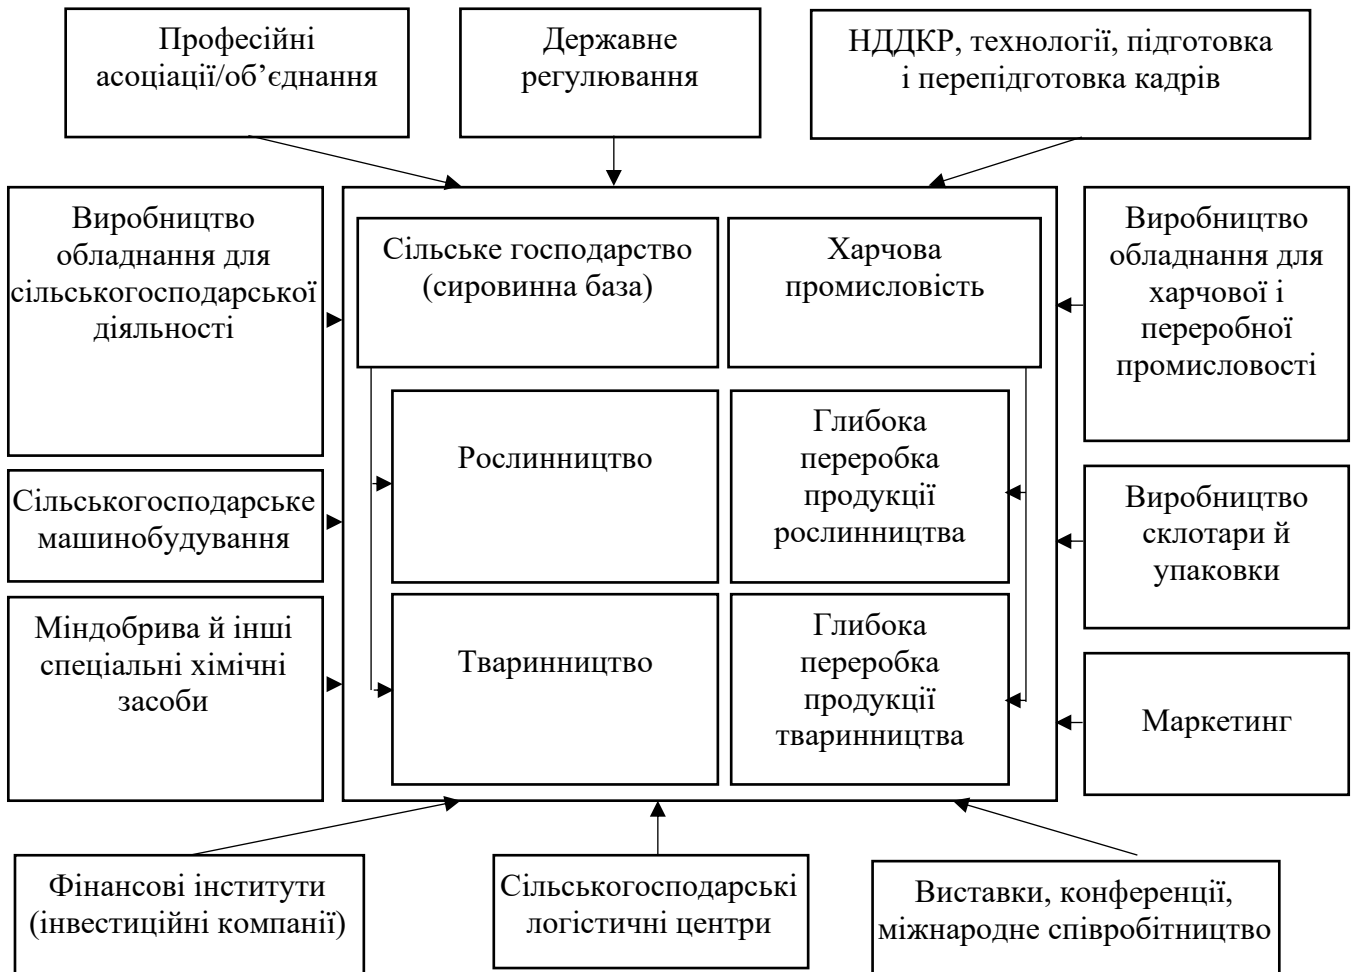 Професійні
асоціації/об’єднання
Державне
регулювання
НДДКР, технології, підготовка
і перепідготовка кадрів
Виробництво
обладнання для
сільськогосподарської
діяльності
Сільське господарство
(сировинна база)
Харчова
промисловість
Виробництво
обладнання для
харчової і
переробної
промисловості
Рослинництво
Глибока
переробка
продукції
рослинництва
Сільськогосподарське
машинобудування
Виробництво
склотари й
упаковки
Міндобрива й інші
спеціальні хімічні
засоби
Тваринництво
Глибока
переробка
продукції
тваринництва
Маркетинг
Фінансові інститути
(інвестиційні компанії)
Сільськогосподарські
логістичні центри
Виставки, конференції,
міжнародне співробітництво